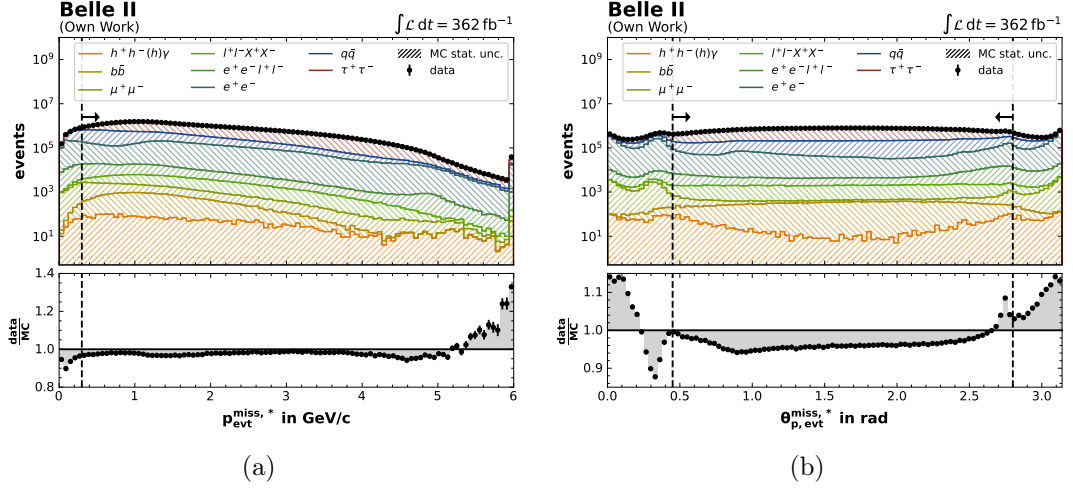 Belle II
(Own Work)
∫ℒ dt = 362 fb⁻¹
10⁹
10⁷
10⁵
10³
10¹
events
h⁺h⁻(h)γ
bb̄
μ⁺μ⁻
l⁺l⁻X⁺X⁻
e⁺e⁻l⁺l⁻
e⁺e⁻
qq̄
τ⁺τ⁻
MC stat. unc.
data
1.4
1.2
1.0
0.8
data/MC
0 1 2 3 4 5 6
p_evt^miss, * in GeV/c
(a)
Belle II
(Own Work)
∫ℒ dt = 362 fb⁻¹
10⁹
10⁷
10⁵
10³
10¹
events
h⁺h⁻(h)γ
bb̄
μ⁺μ⁻
l⁺l⁻X⁺X⁻
e⁺e⁻l⁺l⁻
e⁺e⁻
qq̄
τ⁺τ⁻
MC stat. unc.
data
1.0
0.9
data/MC
0.0 0.5 1.0 1.5 2.0 2.5 3.0
θ_p,evt^miss, * in rad
(b)